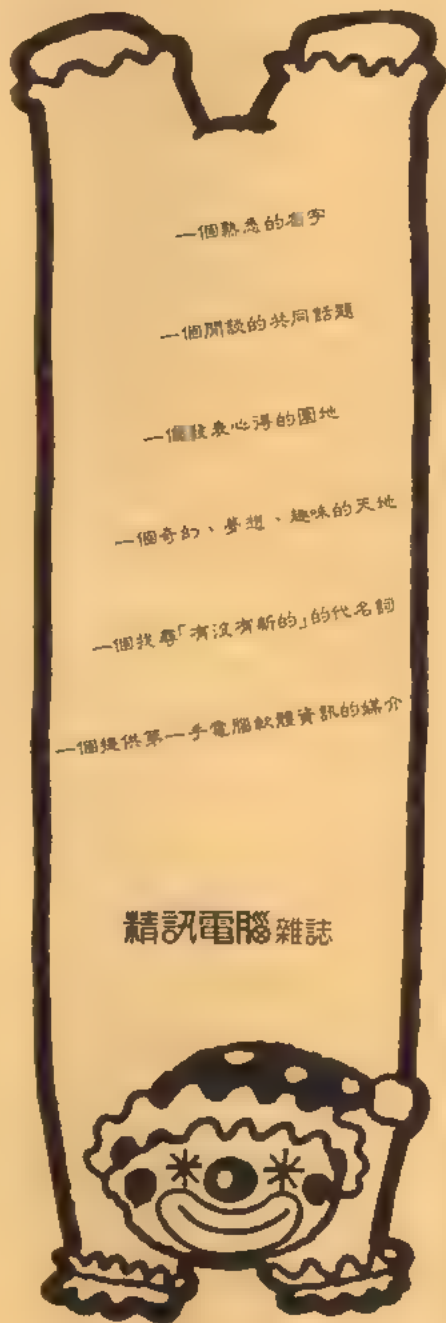 一個熟悉的名字
一個閒談的共同話題
一個發表心得的園地
一個奇幻、夢想、趣味的天地
一個找尋「有沒有新的」的代名詞
一個提供第一手電腦軟體資訊的媒介
精訊電腦雜誌